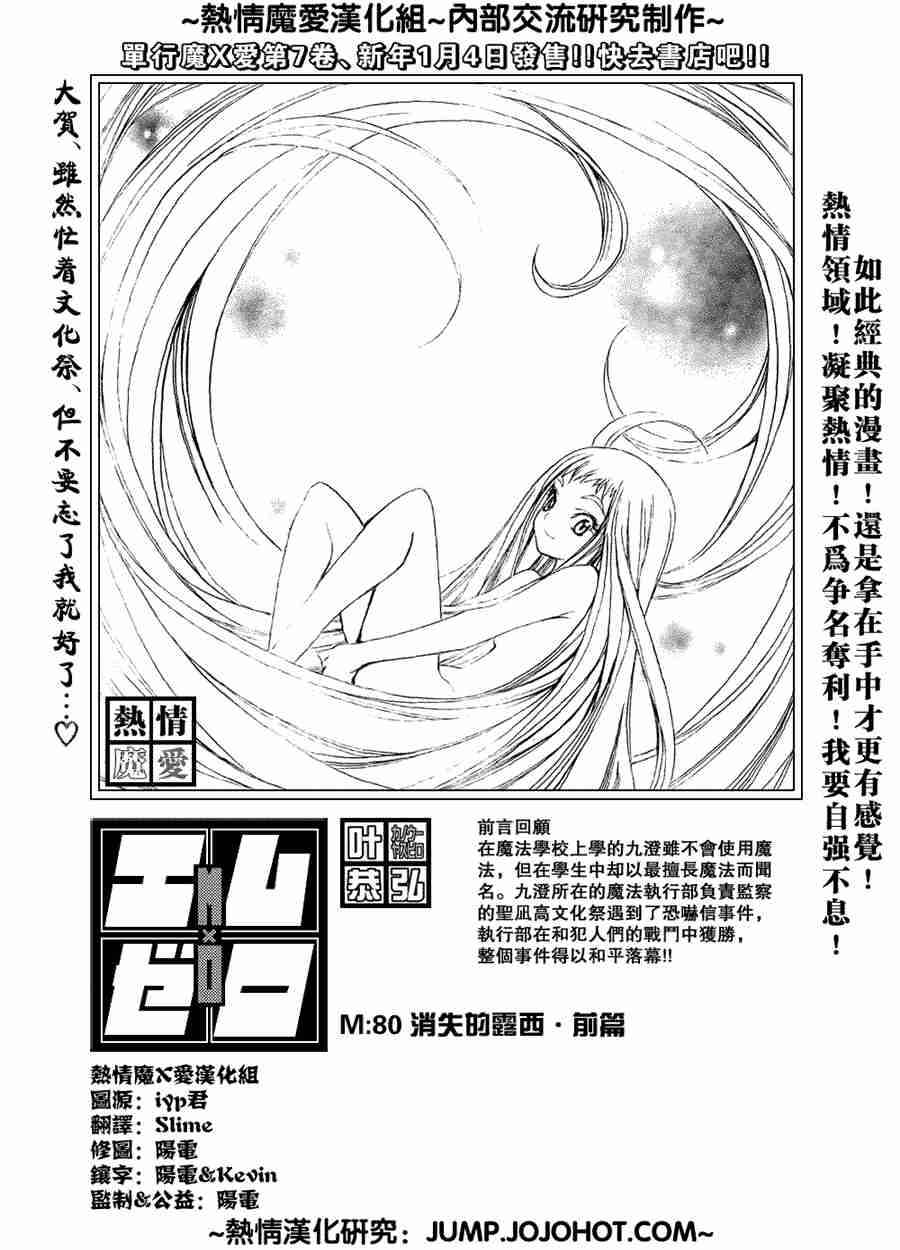 ~熱情魔愛漢化組~內部交流研究制作~
單行魔X愛第7卷、新年1月4日發售!!快去書店吧!!
如此經典的漫畫！還是拿在手中才更有感覺！
熱情領域！凝聚熱情！不爲争名奪利！我要自强不息！
大賀、雖然忙着文化祭、但不要忘了我就好了…♡
熱情
魔愛
エム
M×0
ゼロ
叶
恭
弘
カノウ
ヤスヒロ
前言回顧
在魔法學校上學的九澄雖不會使用魔
法，但在學生中却以最擅長魔法而聞
名。九澄所在的魔法執行部負責監察
的聖凪高文化祭遇到了恐嚇信事件，
執行部在和犯人們的戰鬥中獲勝，
整個事件得以和平落幕!!
M:80 消失的露西·前篇
熱情魔X愛漢化組
圖源：iyp君
翻譯：Slime
修圖：陽電
鑲字：陽電&Kevin
監制&公益：陽電
~熱情漢化研究：JUMP.JOJOHOT.COM~